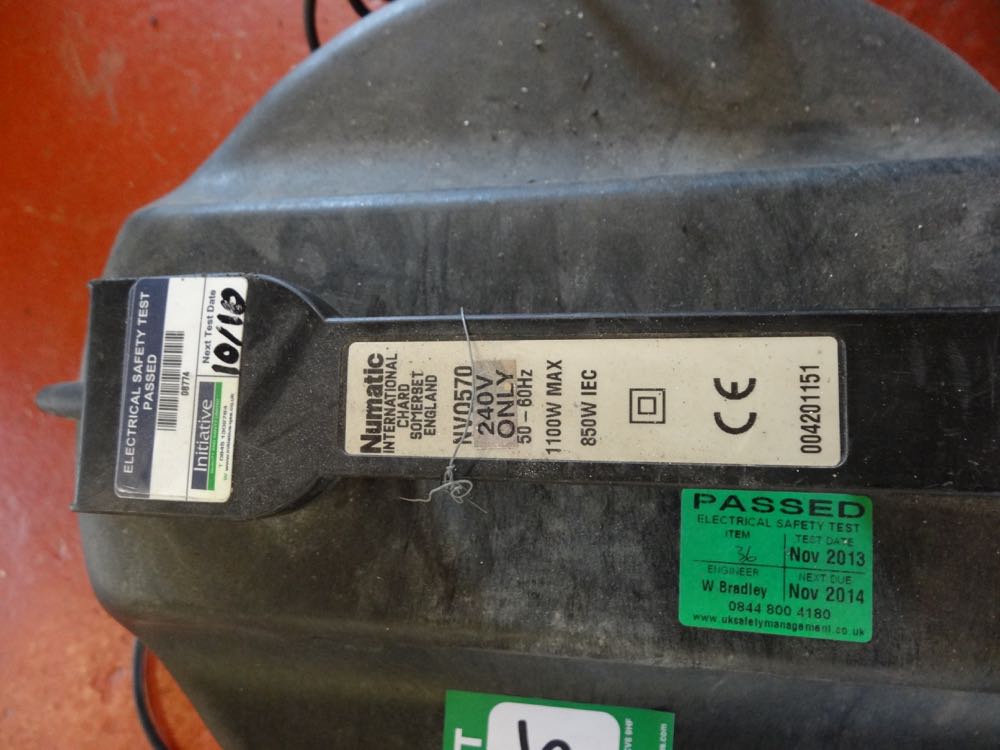 ELECTRICAL SAFETY TEST
PASSED
08774
Next Test Date
10/10
Initiative
Numatic
INTERNATIONAL
CHARD
SOMERSET
ENGLAND
NVQ570
240V
ONLY
50 – 60Hz
1100W MAX
850W IEC
CE
004201151
PASSED
ELECTRICAL SAFETY TEST
ITEM
36
TEST DATE
Nov 2013
ENGINEER
W Bradley
NEXT DUE
Nov 2014
0844 800 4180
www.uksafetymanagement.co.uk